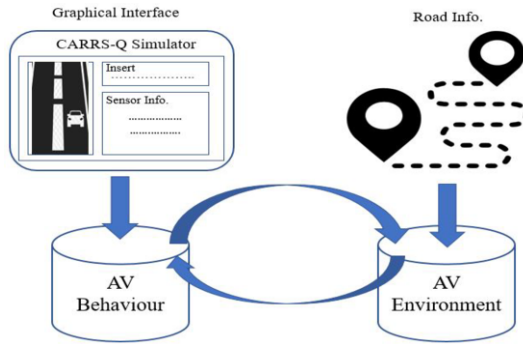 Graphical Interface
CARRS-Q Simulator
Insert
...................
Sensor Info.
................
...............
Road Info.
AV
Behaviour
AV
Environment